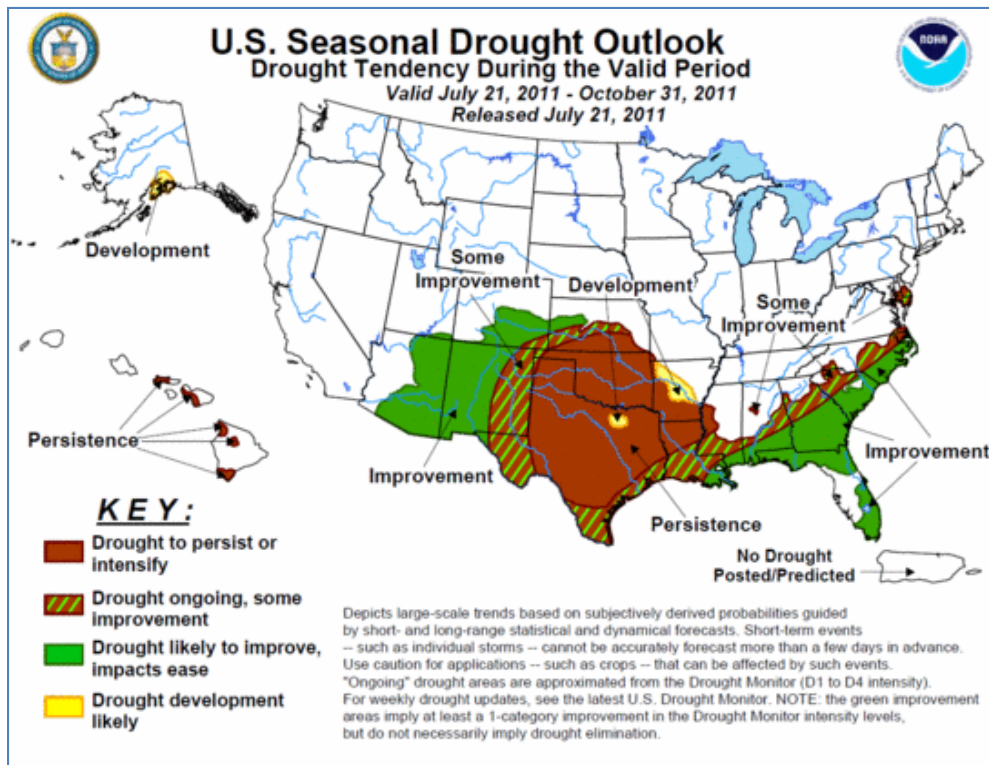 U.S. Seasonal Drought Outlook
Drought Tendency During the Valid Period
Valid July 21, 2011 - October 31, 2011
Released July 21, 2011
NOAA
Development
Some
Improvement
Development
Some
Improvement
Persistence
Improvement
Improvement
Persistence
No Drought
Posted/Predicted
KEY:
Drought to persist or
intensify
Drought ongoing, some
improvement
Drought likely to improve,
impacts ease
Drought development
likely
Depicts large-scale trends based on subjectively derived probabilities guided
by short- and long-range statistical and dynamical forecasts. Short-term events
-- such as individual storms -- cannot be accurately forecast more than a few days in advance.
Use caution for applications -- such as crops -- that can be affected by such events.
"Ongoing" drought areas are approximated from the Drought Monitor (D1 to D4 intensity).
For weekly drought updates, see the latest U.S. Drought Monitor. NOTE: the green improvement
areas imply at least a 1-category improvement in the Drought Monitor intensity levels,
but do not necessarily imply drought elimination.